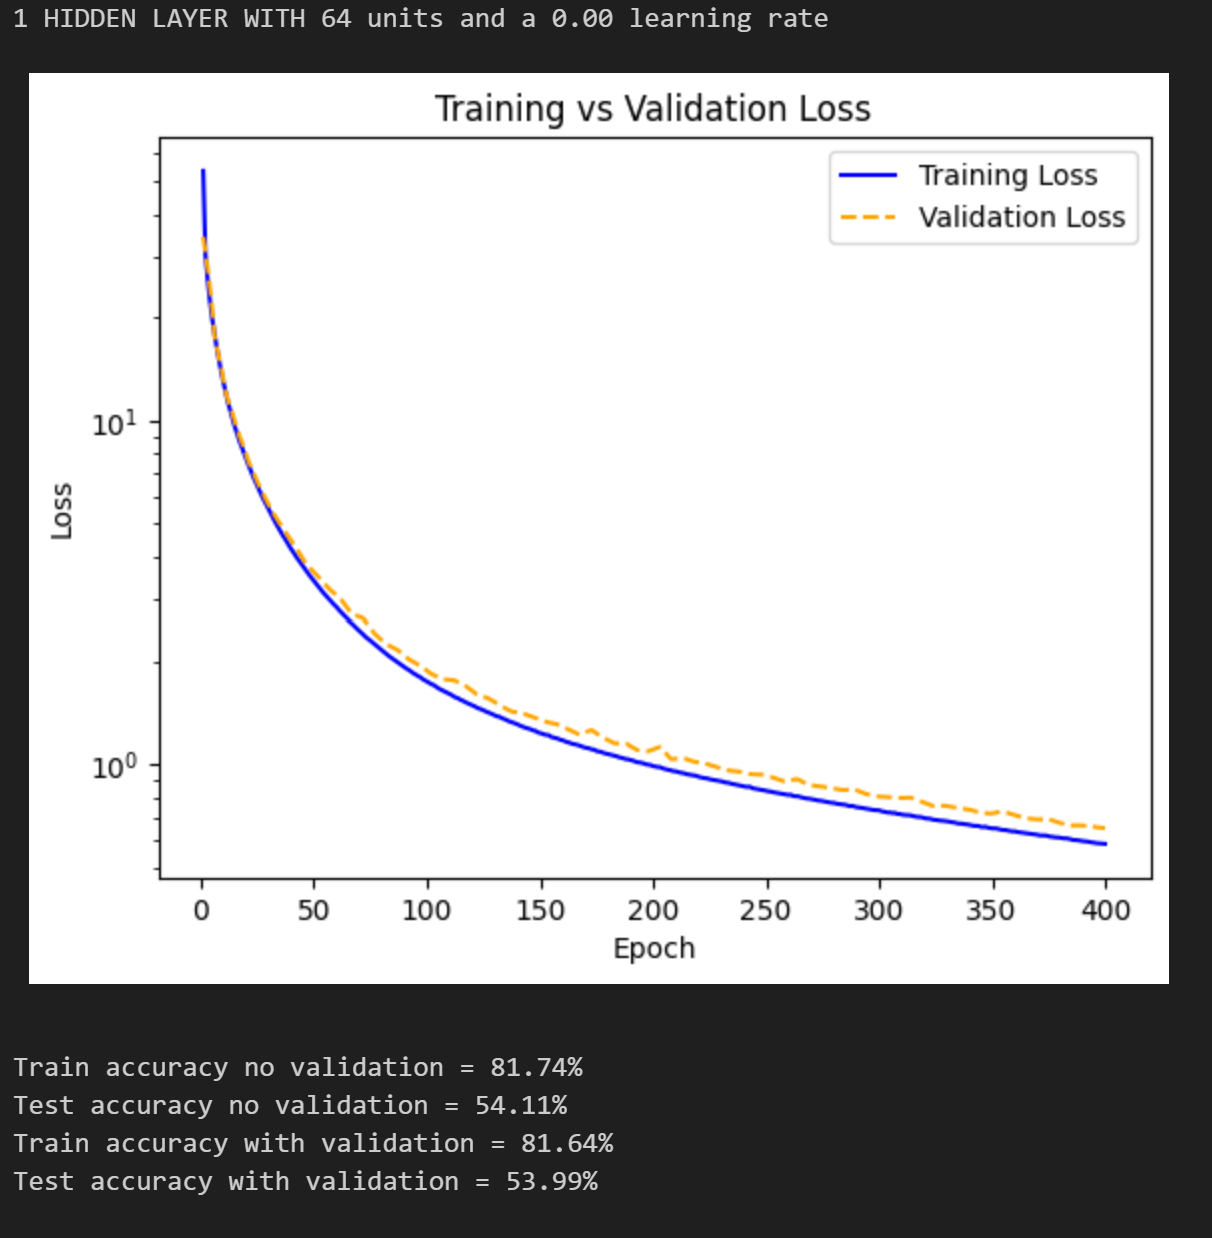 1 HIDDEN LAYER WITH 64 units and a 0.00 learning rate
Training vs Validation Loss
Training Loss
Validation Loss
10¹
10⁰
Loss
0 50 100 150 200 250 300 350 400
Epoch
Train accuracy no validation = 81.74%
Test accuracy no validation = 54.11%
Train accuracy with validation = 81.64%
Test accuracy with validation = 53.99%